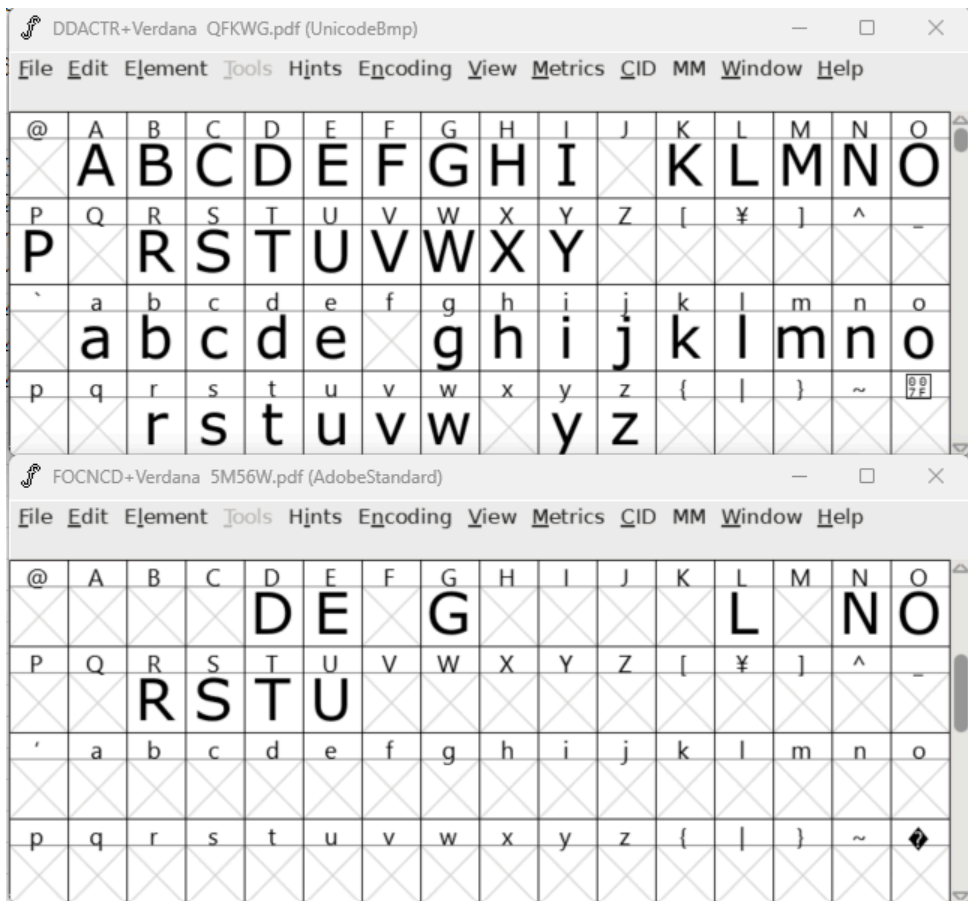 DDACTR+Verdana QFKWG.pdf (UnicodeBmp)
File Edit Element Tools Hints Encoding View Metrics CID MM Window Help
@ A B C D E F G H I J K L M N O
A B C D E F G H I K L M N O
P Q R S T U V W X Y Z [ ¥ ] ^ _
P R S T U V W X Y
` a b c d e f g h i j k l m n o
a b c d e g h i j k l m n o
p q r s t u v w x y z { | } ~ 007F
r s t u v w y z
FOCNCD+Verdana 5M56W.pdf (AdobeStandard)
File Edit Element Tools Hints Encoding View Metrics CID MM Window Help
@ A B C D E F G H I J K L M N O
D E G L N O
P Q R S T U V W X Y Z [ ¥ ] ^ _
R S T U
‘ a b c d e f g h i j k l m n o
p q r s t u v w x y z { | } ~ �